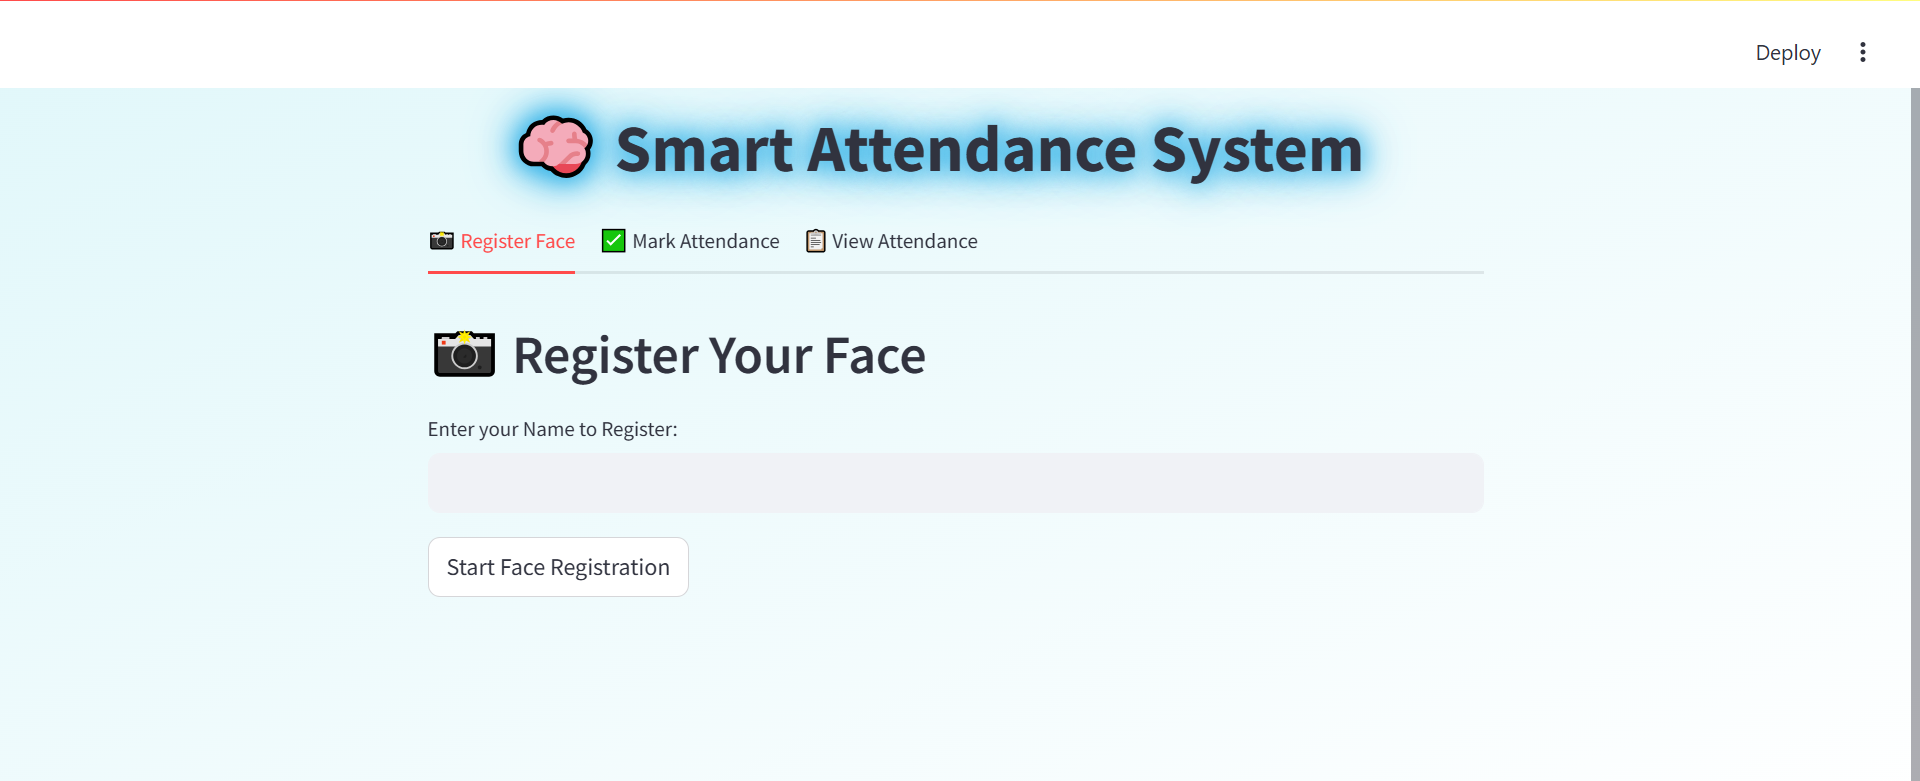 Deploy
Smart Attendance System
Register Face
Mark Attendance
View Attendance
Register Your Face
Enter your Name to Register:
Start Face Registration